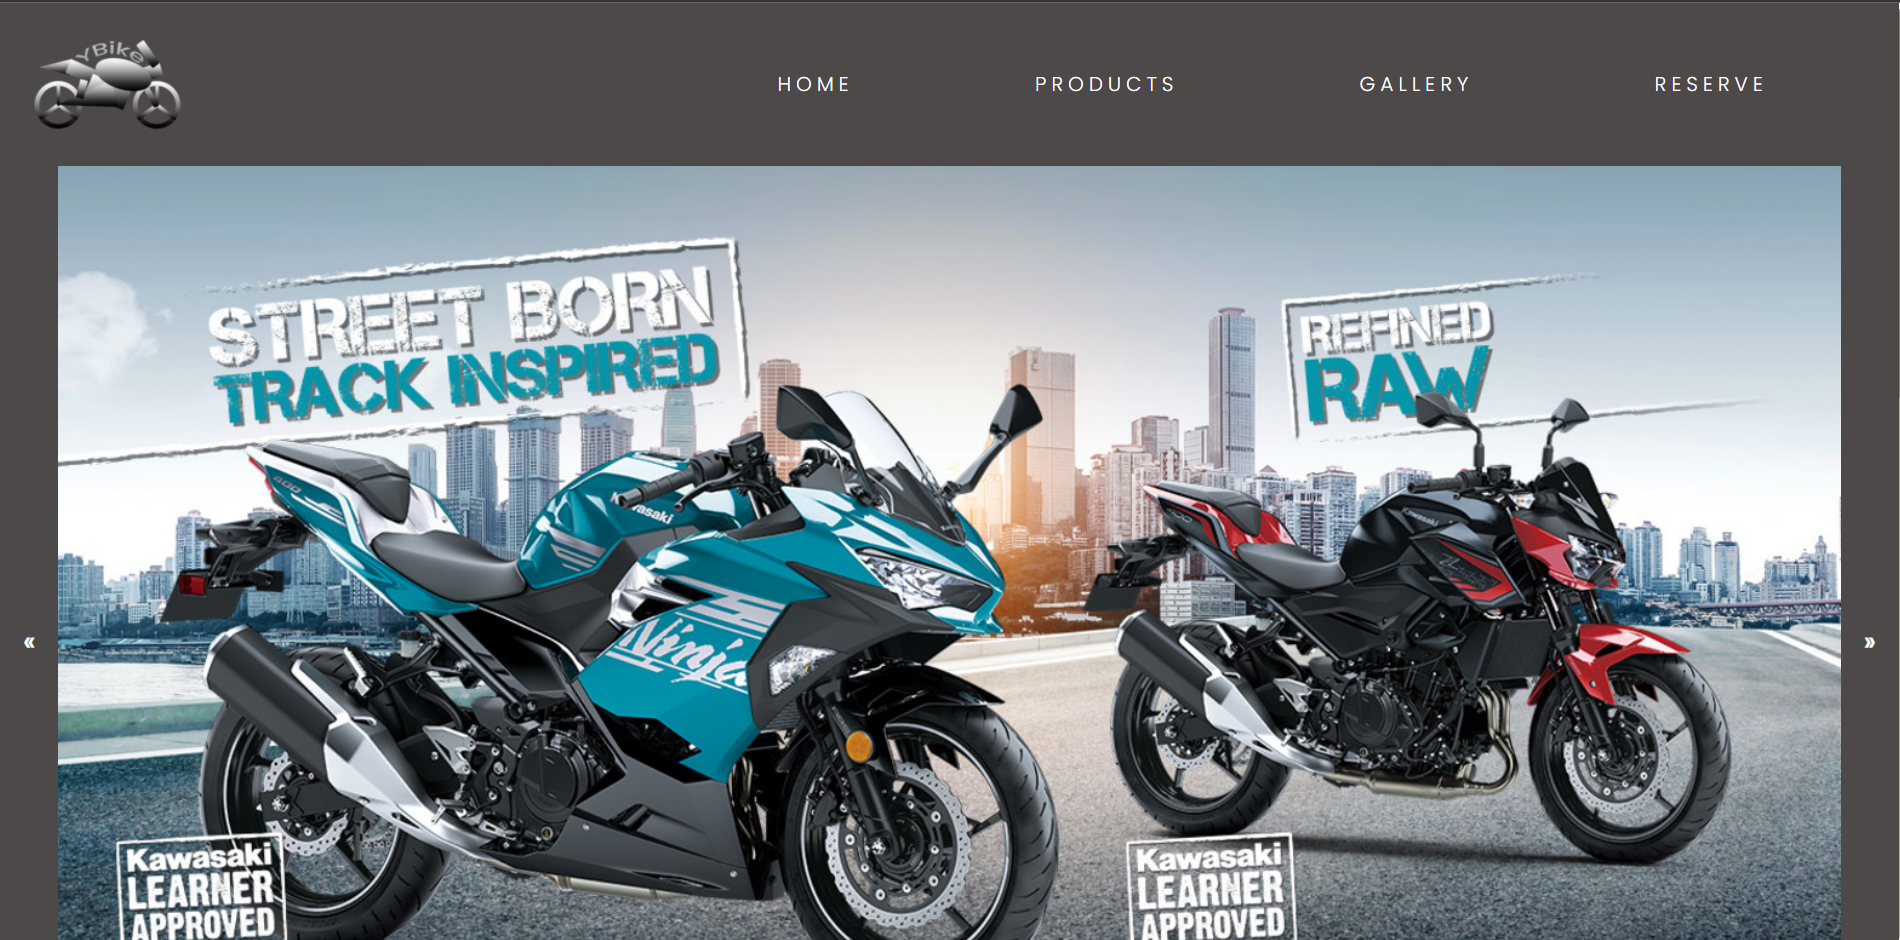 YBike
HOME
PRODUCTS
GALLERY
RESERVE
STREET BORN
TRACK INSPIRED
REFINED
RAW
400
Kawasaki
Ninja
400
Kawasaki
«
»
Kawasaki
LEARNER
APPROVED
Kawasaki
LEARNER
APPROVED